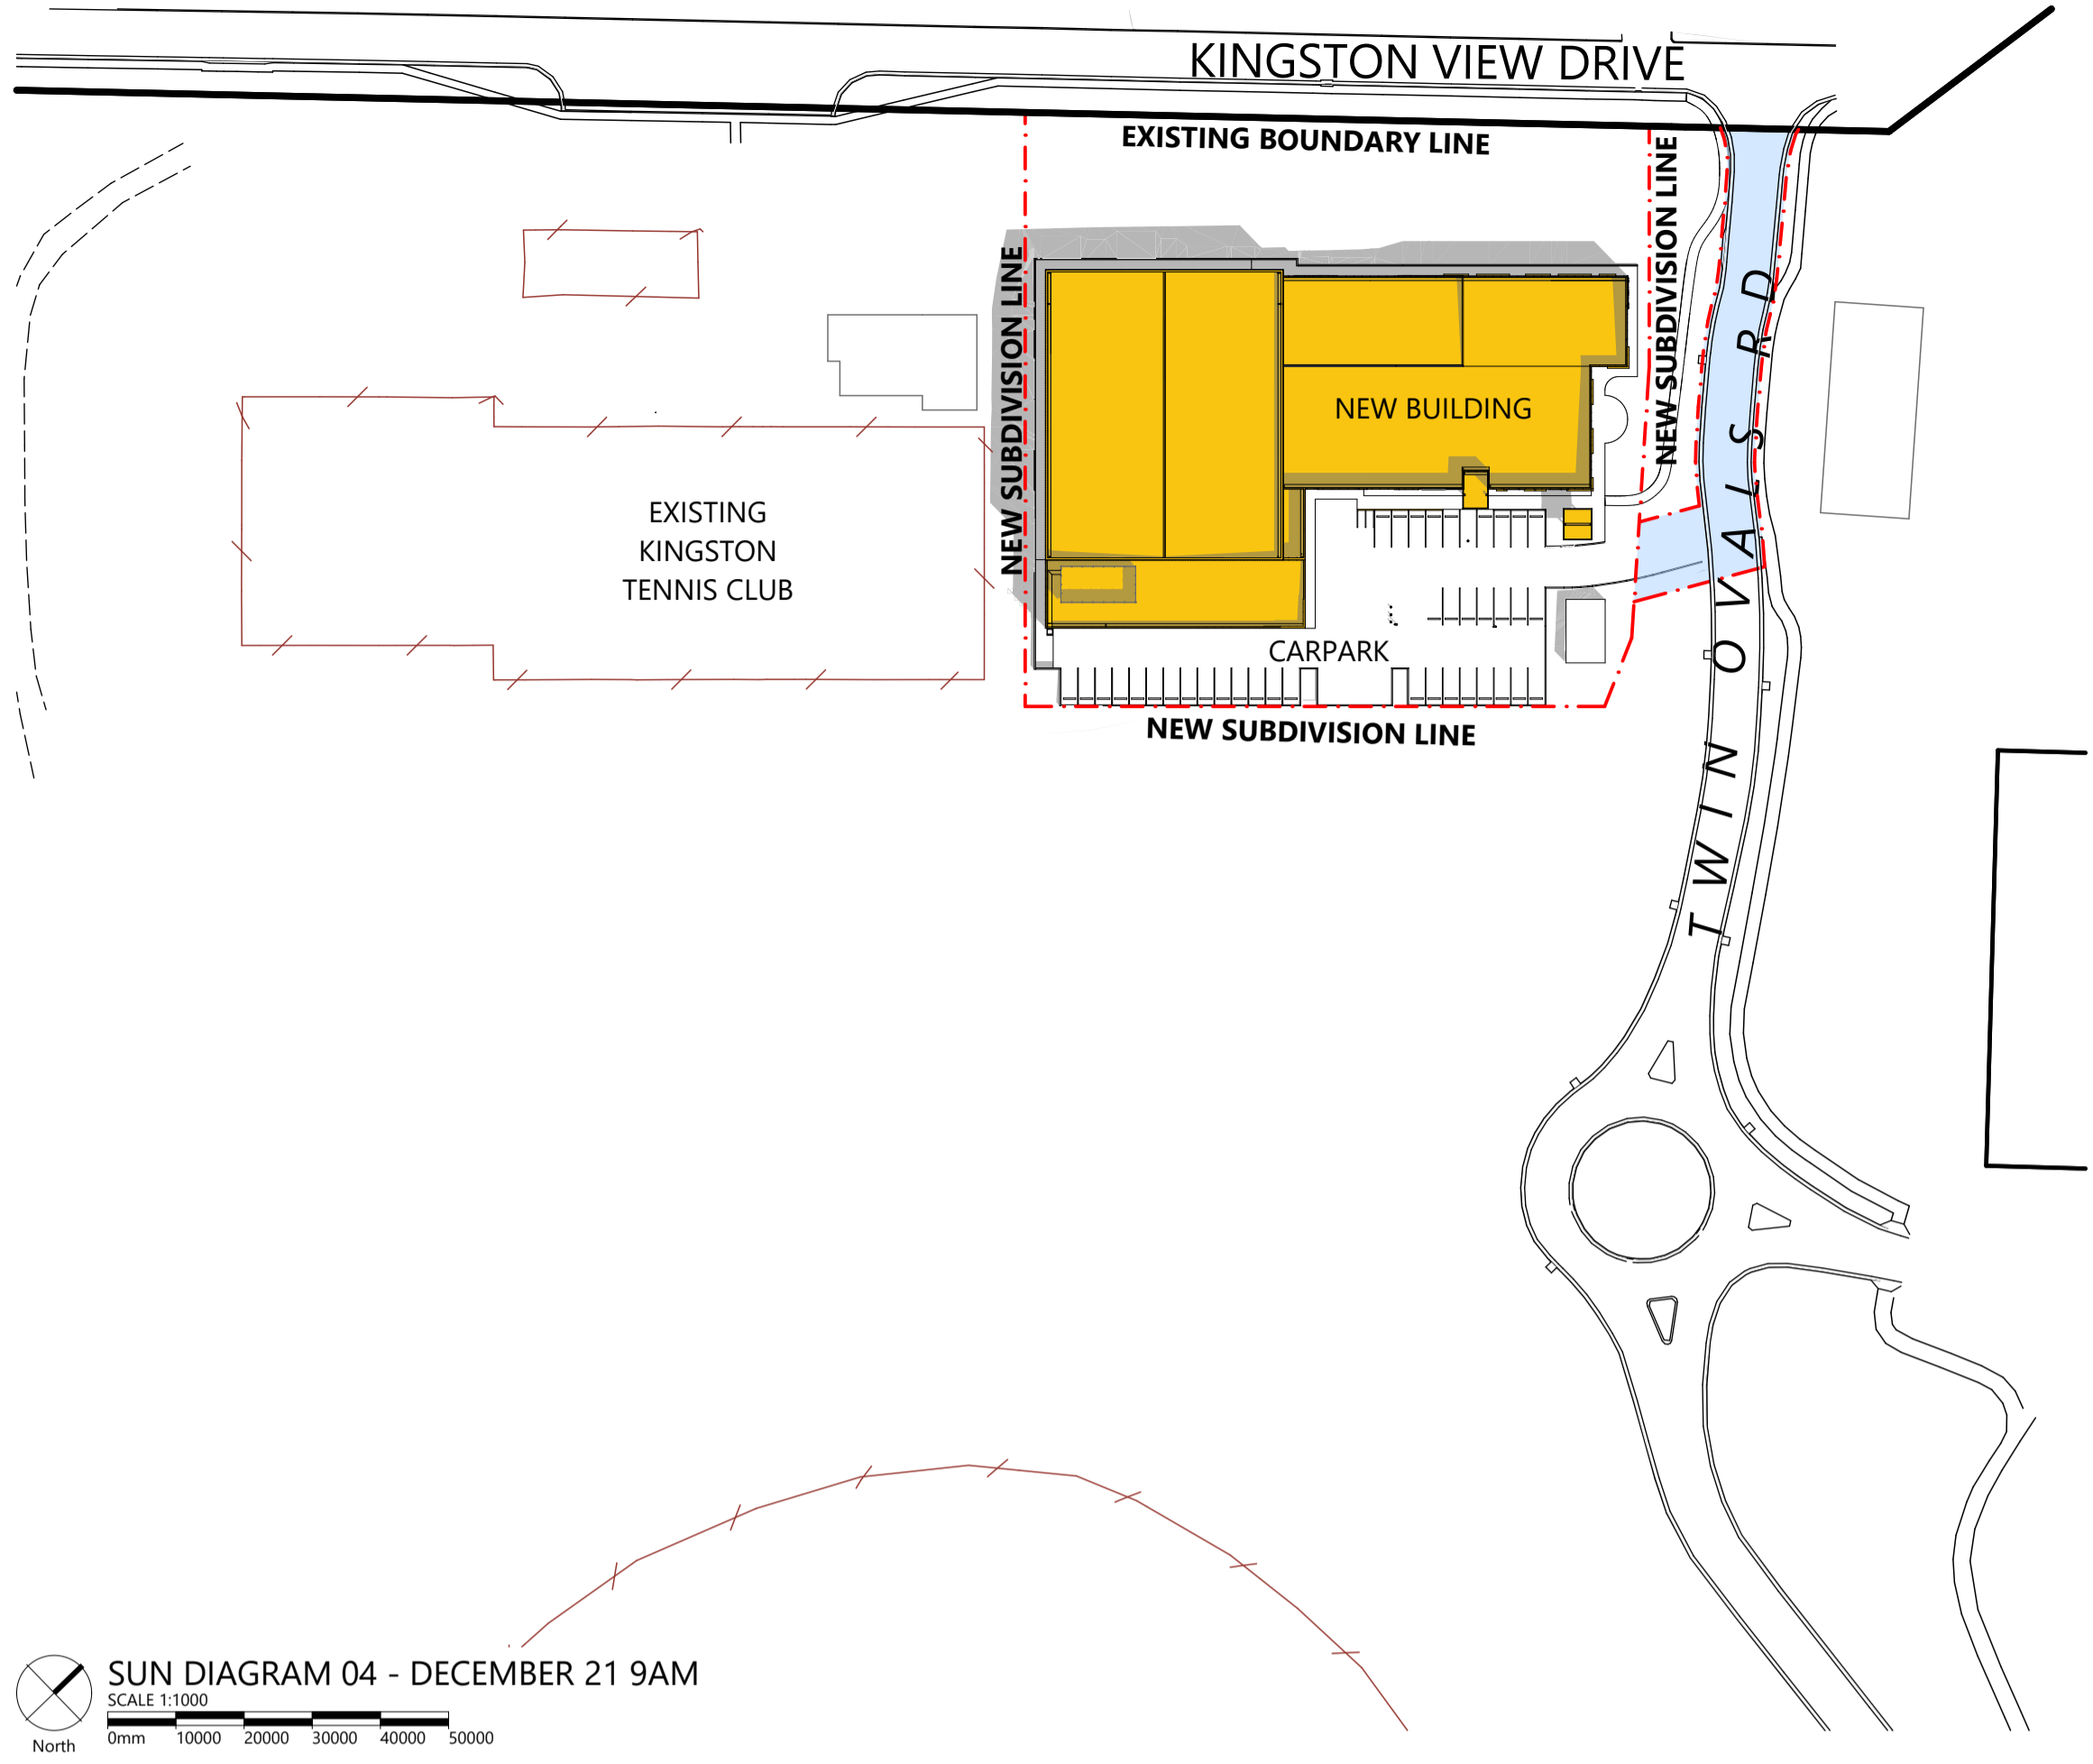 KINGSTON VIEW DRIVE
EXISTING BOUNDARY LINE
NEW SUBDIVISION LINE
NEW SUBDIVISION LINE
TWIN OVALS RD
NEW BUILDING
EXISTING
KINGSTON
TENNIS CLUB
CARPARK
NEW SUBDIVISION LINE
SUN DIAGRAM 04 - DECEMBER 21 9AM
SCALE 1:1000
0mm 10000 20000 30000 40000 50000
North